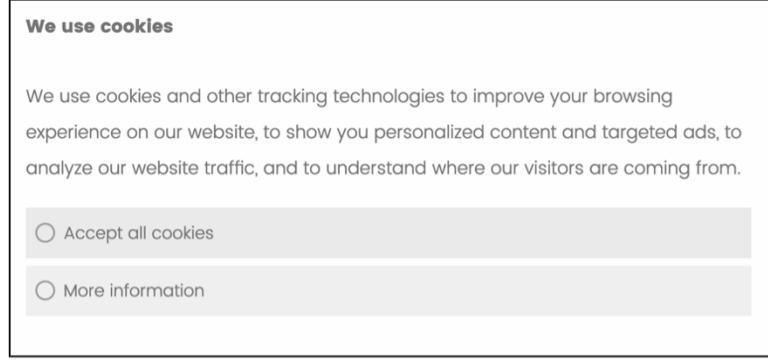 We use cookies
We use cookies and other tracking technologies to improve your browsing
experience on our website, to show you personalized content and targeted ads, to
analyze our website traffic, and to understand where our visitors are coming from.
Accept all cookies
More information